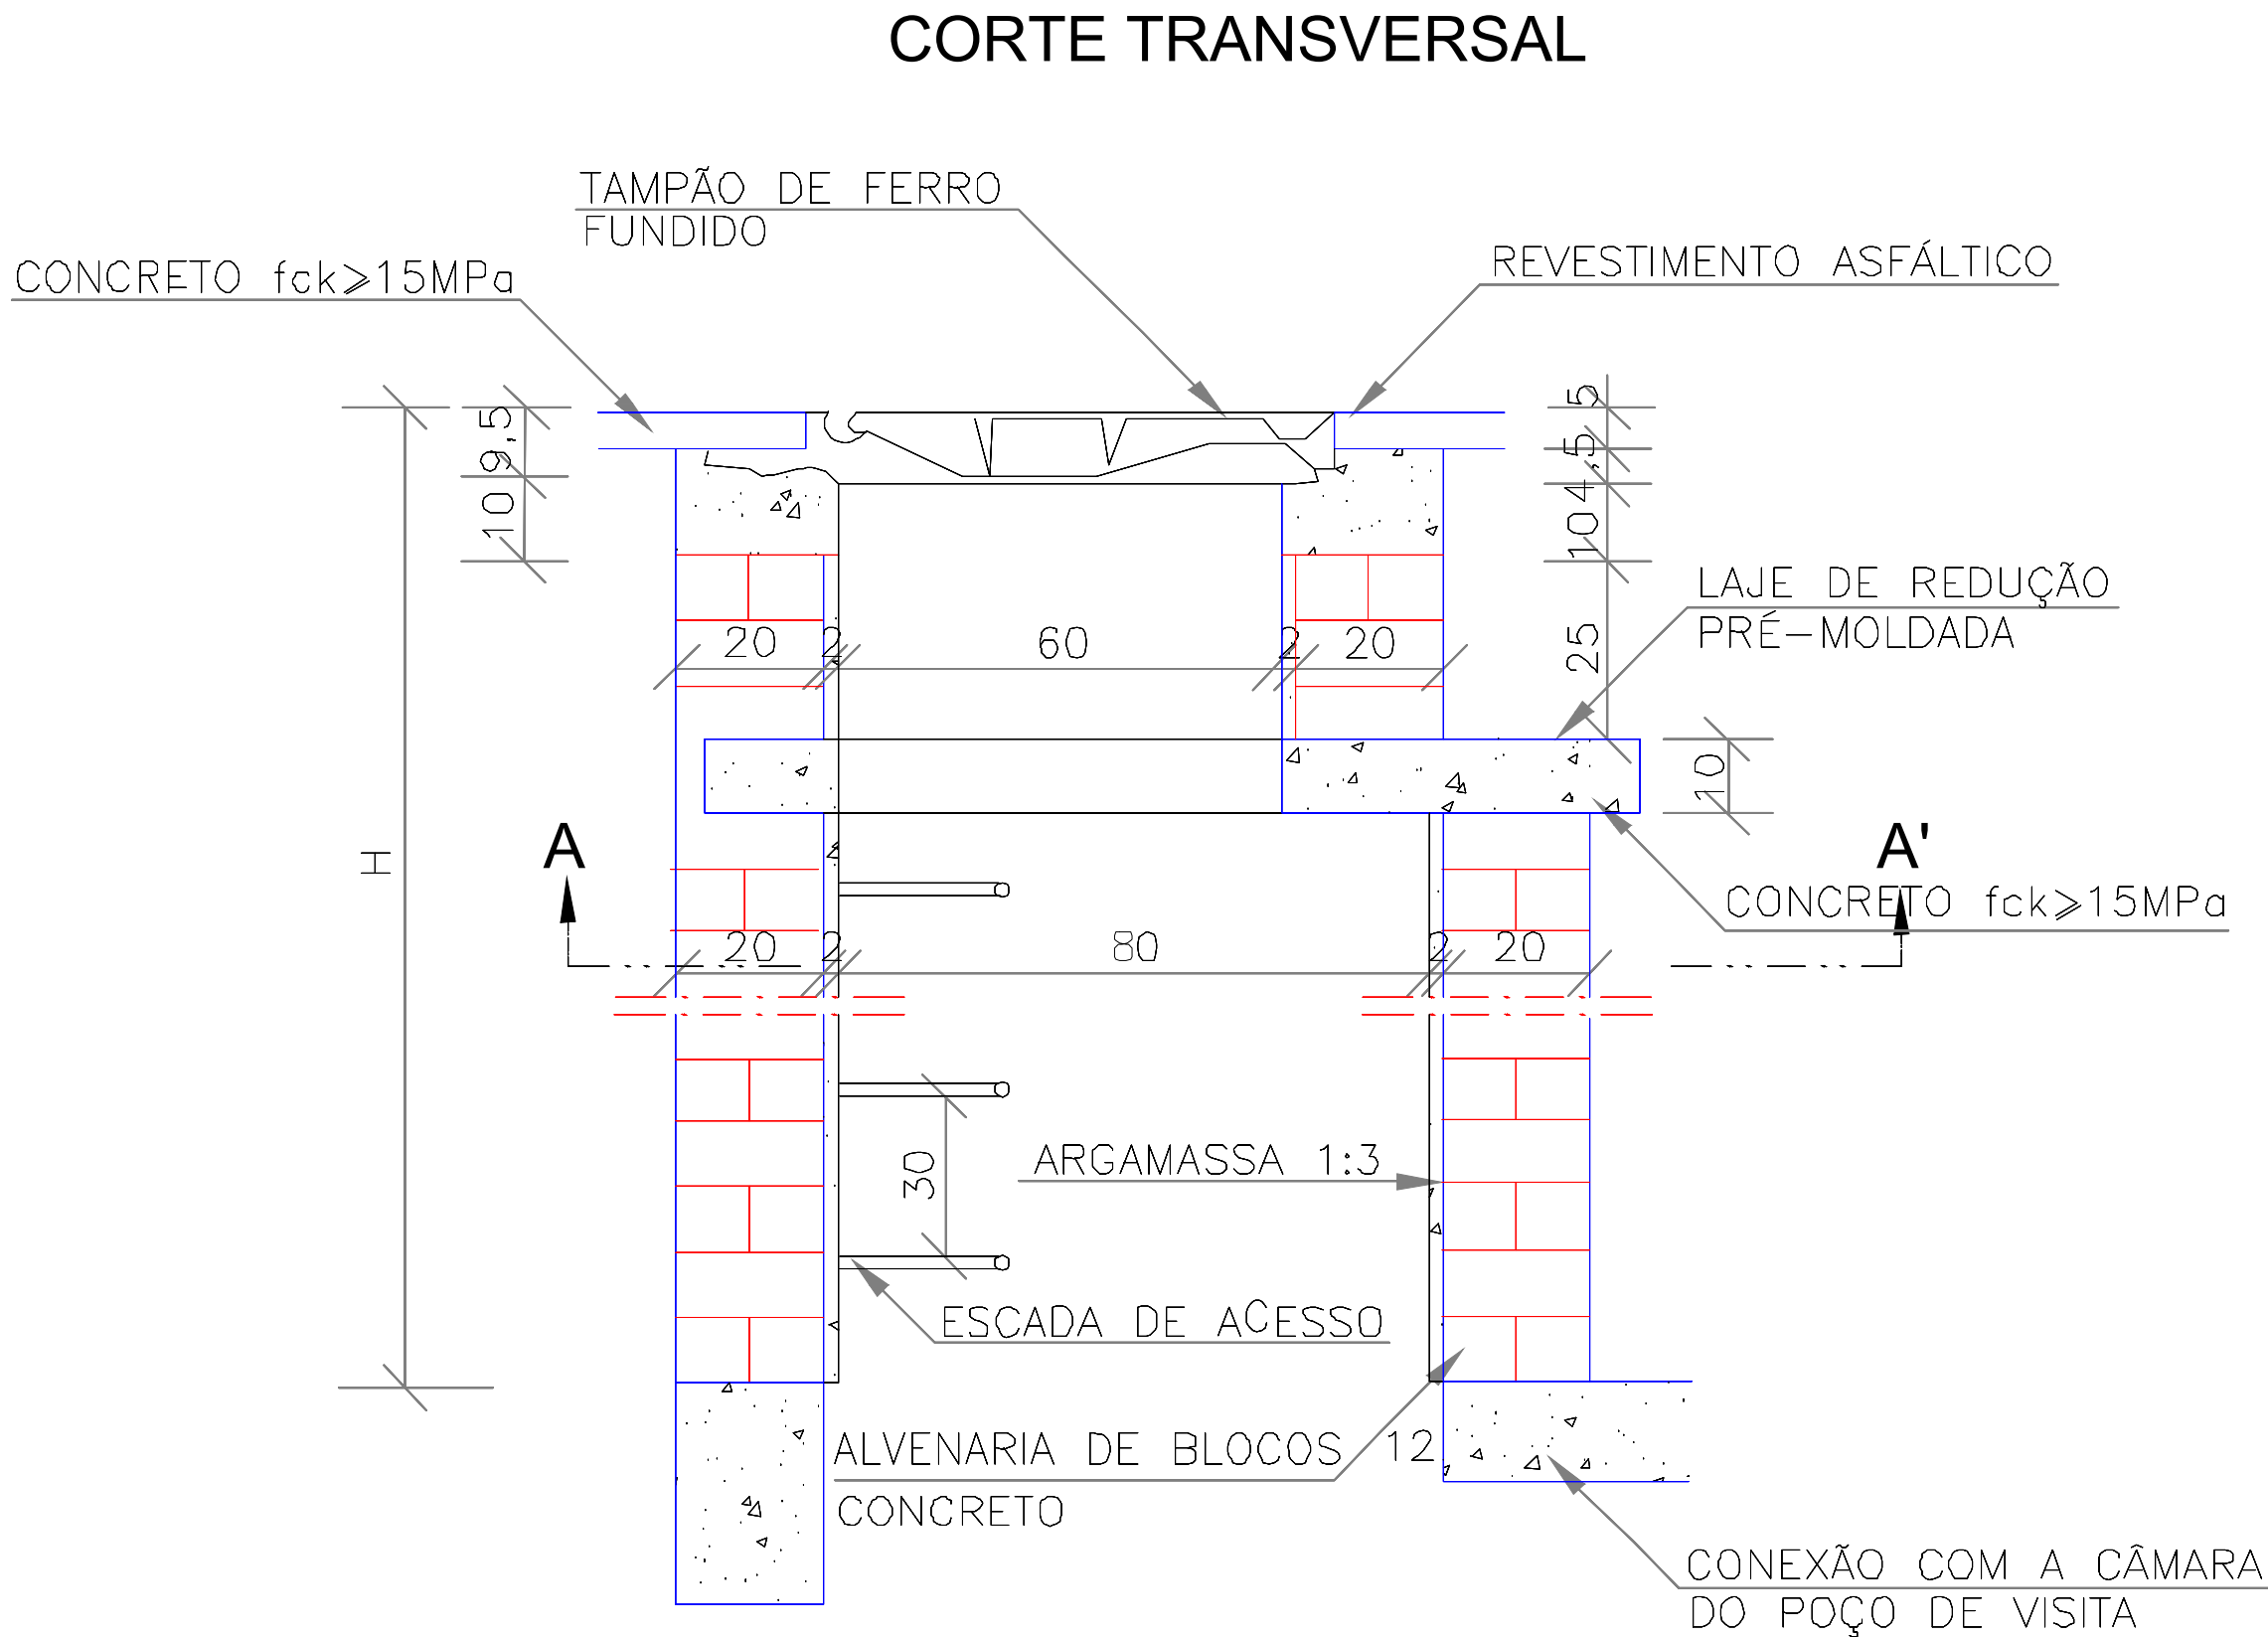 CORTE TRANSVERSAL
TAMPÃO DE FERRO
FUNDIDO
CONCRETO fck⩾15MPa
REVESTIMENTO ASFÁLTICO
9,5
10
5
4,5
10
25
LAJE DE REDUÇÃO
PRÉ-MOLDADA
20 2 60 2 20
10
H
A
A'
CONCRETO fck⩾15MPa
20 2 80 2 20
30
ARGAMASSA 1:3
ESCADA DE ACESSO
ALVENARIA DE BLOCOS
CONCRETO
12
CONEXÃO COM A CÂMARA
DO POÇO DE VISITA